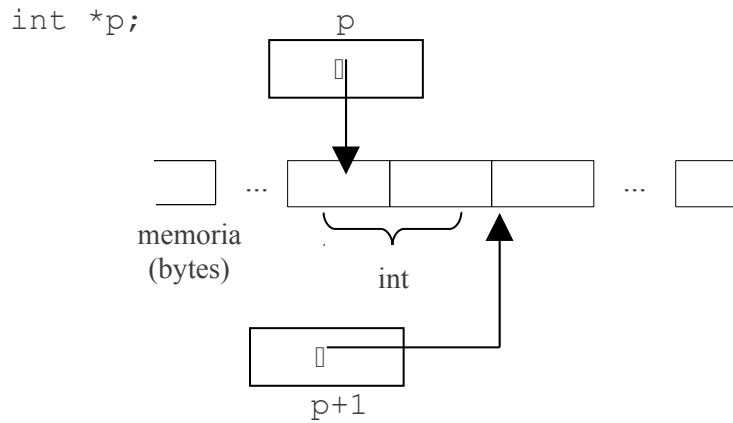 int *p;
p
... ...
memoria
(bytes)
int
p+1